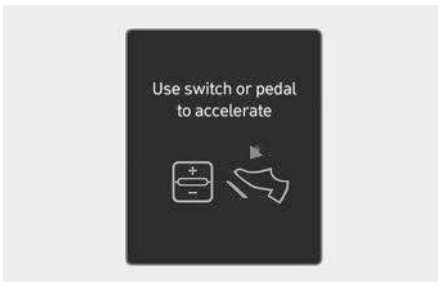 Use switch or pedal
to accelerate
+
−